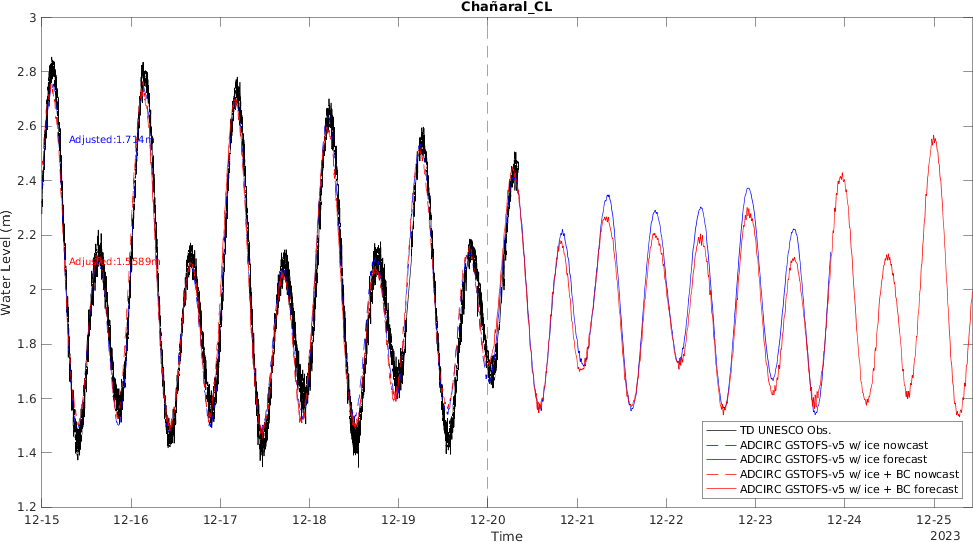 Chañaral_CL
3
2.8
2.6
2.4
2.2
2
1.8
1.6
1.4
1.2
Water Level (m)
Adjusted:1.714m
Adjusted:1.5589m
TD UNESCO Obs.
ADCIRC GSTOFS-v5 w/ ice nowcast
ADCIRC GSTOFS-v5 w/ ice forecast
ADCIRC GSTOFS-v5 w/ ice + BC nowcast
ADCIRC GSTOFS-v5 w/ ice + BC forecast
12-15 12-16 12-17 12-18 12-19 12-20 12-21 12-22 12-23 12-24 12-25
Time
2023